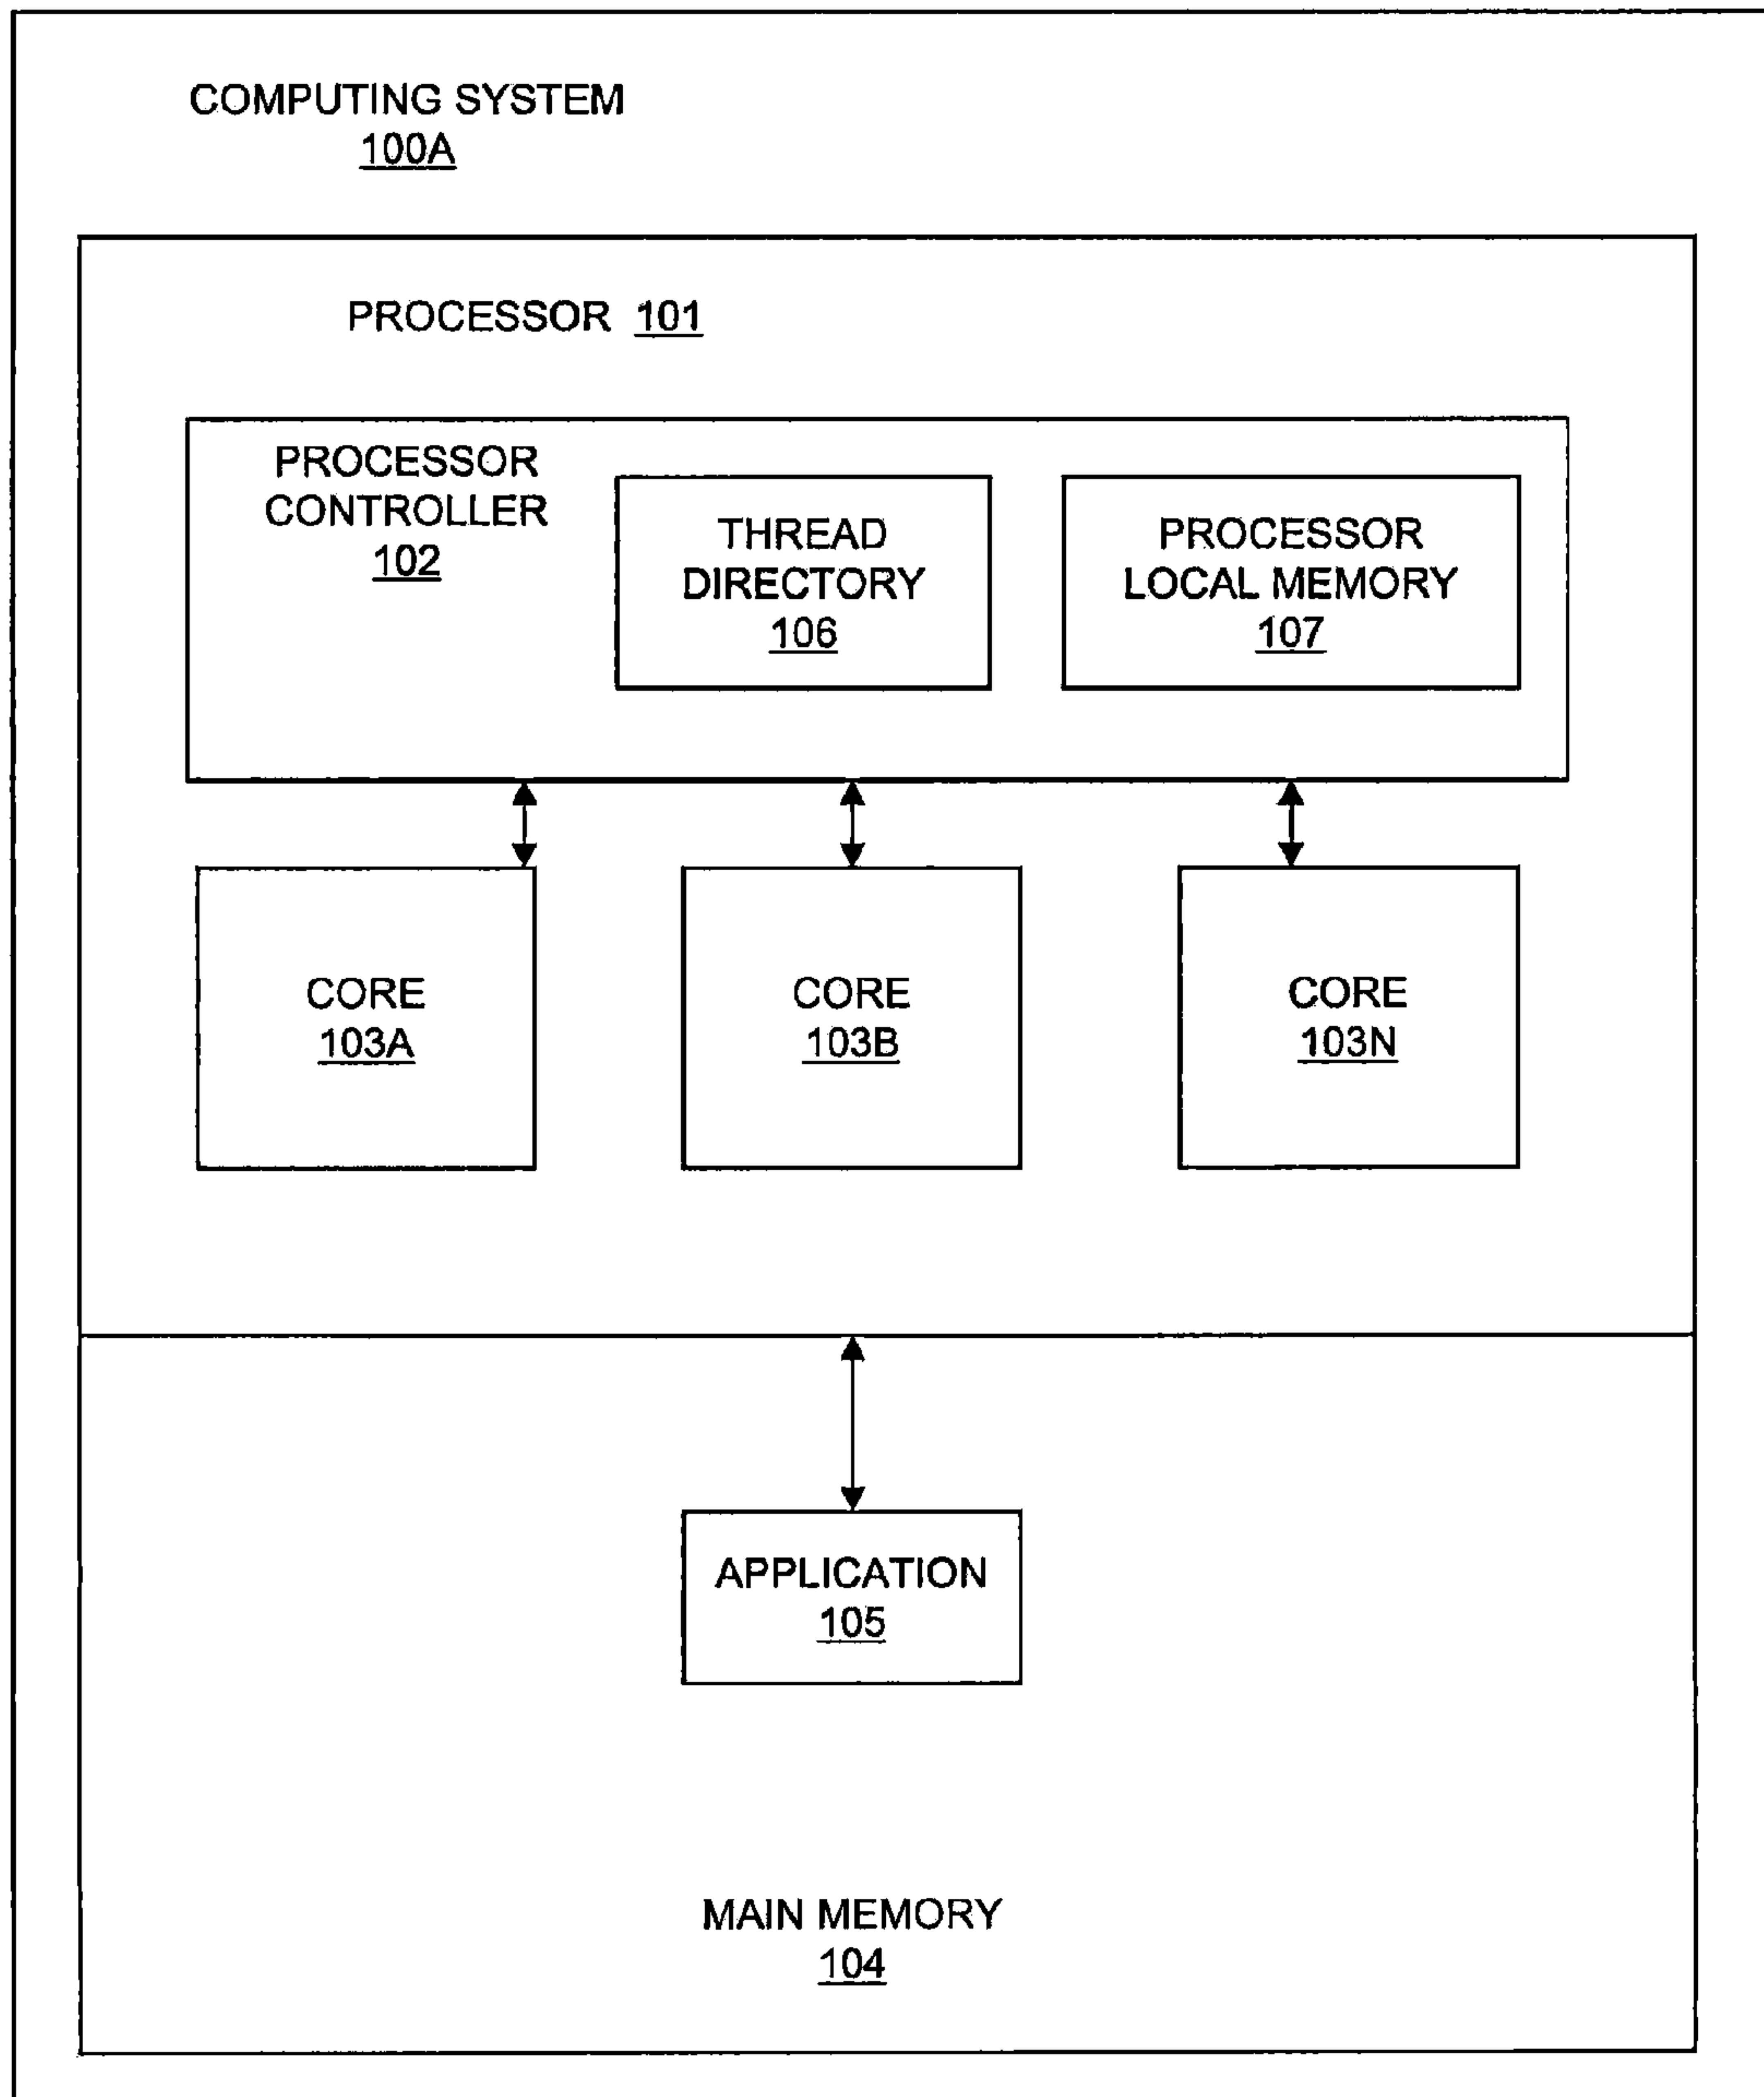 COMPUTING SYSTEM
100A
PROCESSOR 101
PROCESSOR
CONTROLLER
102
THREAD
DIRECTORY
106
PROCESSOR
LOCAL MEMORY
107
CORE
103A
CORE
103B
CORE
103N
APPLICATION
105
MAIN MEMORY
104